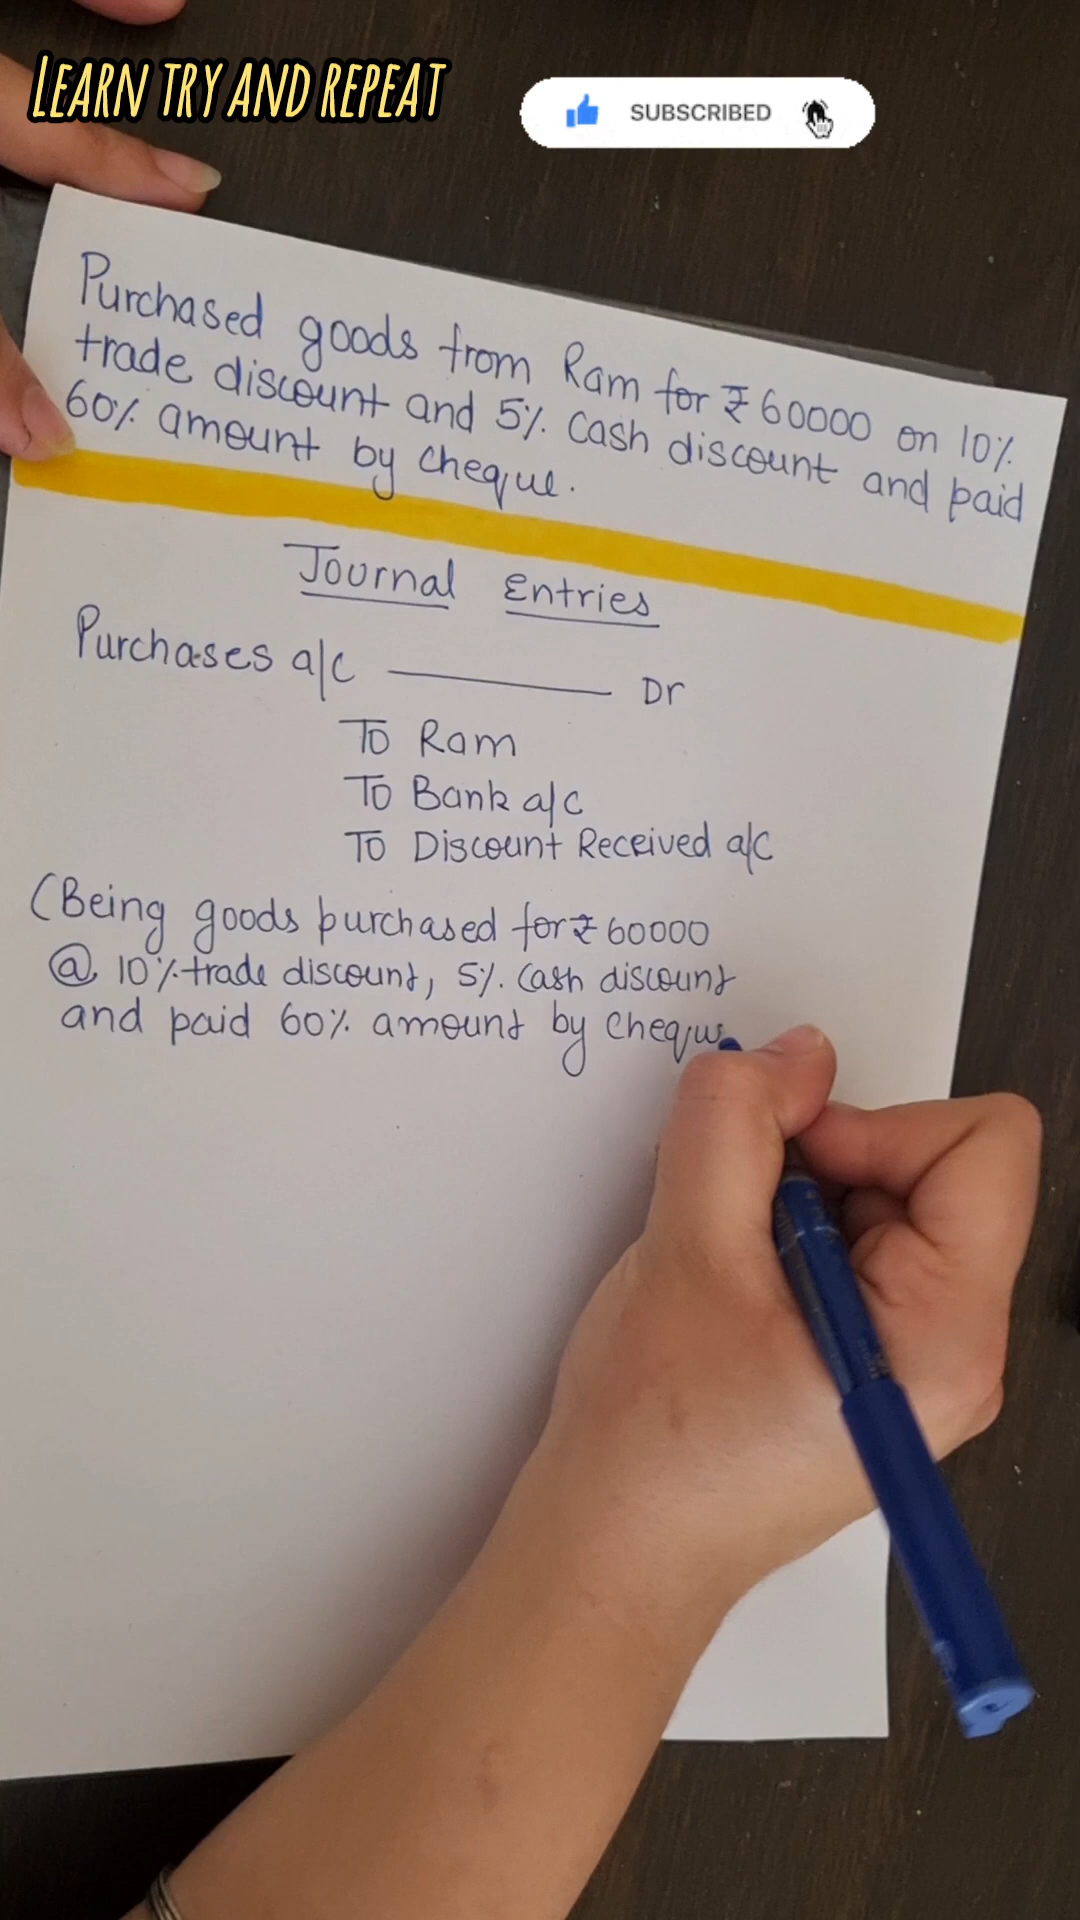 LEARN TRY AND REPEAT
SUBSCRIBED
Purchased goods from Ram for ₹60000 on 10%
trade discount and 5% cash discount and paid
60% amount by cheque.
Journal Entries
Purchases a/c ———— Dr
To Ram
To Bank a/c
To Discount Received a/c
(Being goods purchased for ₹60000
@ 10% trade discount, 5% cash discount
and paid 60% amount by chequ